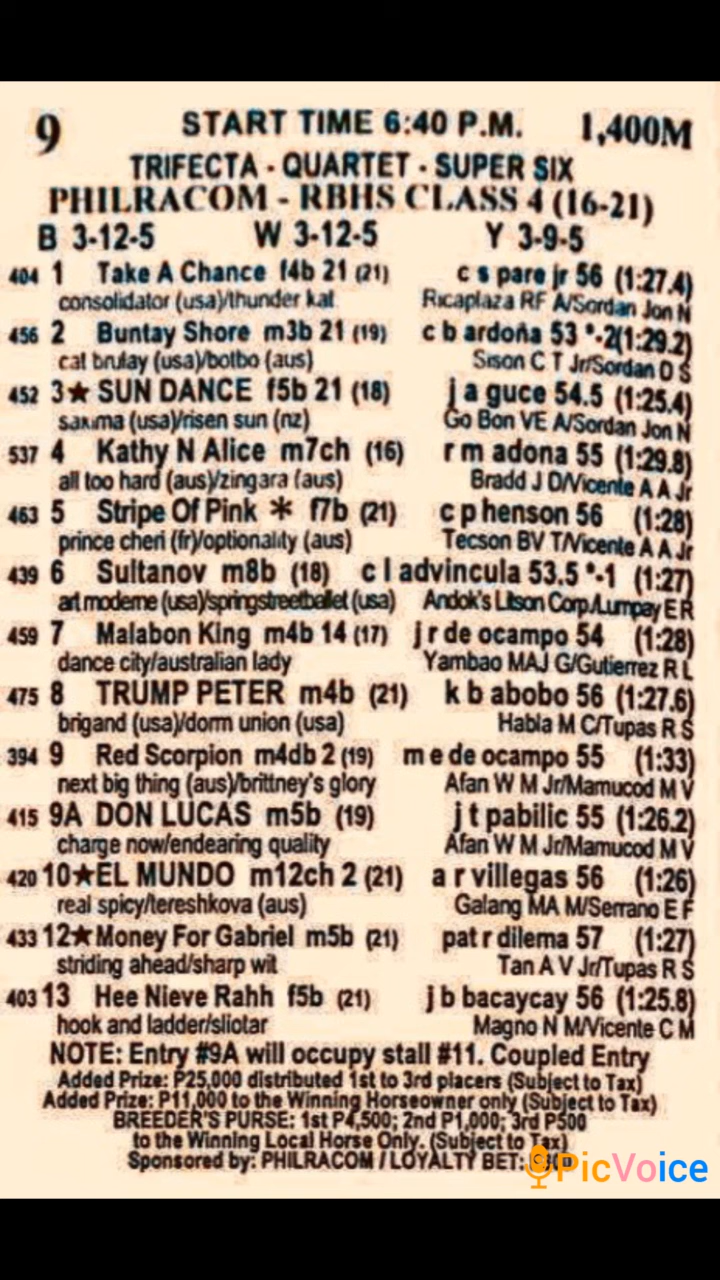 9 START TIME 6:40 P.M. 1,400M
TRIFECTA - QUARTET - SUPER SIX
PHILRACOM - RBHS CLASS 4 (16-21)
B 3-12-5 W 3-12-5 Y 3-9-5
404 1 Take A Chance f4b 21 (21) c s pare jr 56 (1:27.4)
consolidator (usa)/thunder kat Ricaplaza RF A/Sordan Jon N
456 2 Buntay Shore m3b 21 (19) c b ardoña 53 *-2(1:29.2)
cat brulay (usa)/botbo (aus) Sison C T Jr/Sordan D S
452 3★ SUN DANCE f5b 21 (18) j a guce 54.5 (1:25.4)
saxima (usa)/risen sun (nz) Go Bon VE A/Sordan Jon N
537 4 Kathy N Alice m7ch (16) r m adona 55 (1:29.8)
all too hard (aus)/zingara (aus) Bradd J D/Vicente A A Jr
463 5 Stripe Of Pink * f7b (21) c p henson 56 (1:28)
prince cheri (fr)/optionality (aus) Tecson BV T/Vicente A A Jr
439 6 Sultanov m8b (18) c l advincula 53.5 *-1 (1:27)
art moderne (usa)/springstreetballet (usa) Andok's Litson Corp/Lumpay E R
459 7 Malabon King m4b 14 (17) j r de ocampo 54 (1:28)
dance city/australian lady Yambao MAJ G/Gutierrez R L
475 8 TRUMP PETER m4b (21) k b abobo 56 (1:27.6)
brigand (usa)/dorm union (usa) Habla M C/Tupas R S
394 9 Red Scorpion m4db 2 (19) m e de ocampo 55 (1:33)
next big thing (aus)/brittney's glory Afan W M Jr/Mamucod M V
415 9A DON LUCAS m5b (19) j t pabilic 55 (1:26.2)
charge now/endearing quality Afan W M Jr/Mamucod M V
420 10★EL MUNDO m12ch 2 (21) a r villegas 56 (1:26)
real spicy/tereshkova (aus) Galang MA M/Serrano E F
433 12★Money For Gabriel m5b (21) pat r dilema 57 (1:27)
striding ahead/sharp wit Tan A V Jr/Tupas R S
403 13 Hee Nieve Rahh f5b (21) j b bacaycay 56 (1:25.8)
hook and ladder/sliotar Magno N M/Vicente C M
NOTE: Entry #9A will occupy stall #11. Coupled Entry
Added Prize: P25,000 distributed 1st to 3rd placers (Subject to Tax)
Added Prize: P11,000 to the Winning Horseowner only (Subject to Tax)
BREEDER'S PURSE: 1st P4,500; 2nd P1,000; 3rd P500
to the Winning Local Horse Only. (Subject to Tax)
Sponsored by: PHILRACOM / LOYALTY BET:
PicVoice